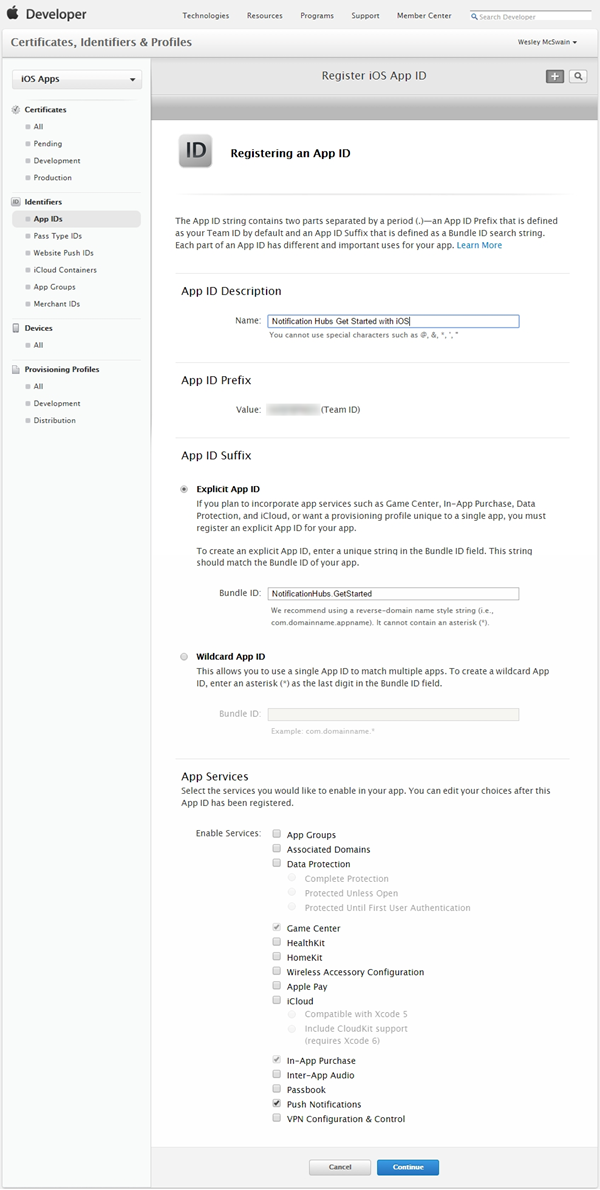 Developer
Technologies Resources Programs Support Member Center
Search Developer
Certificates, Identifiers & Profiles
Wesley McSwain
iOS Apps
Register iOS App ID
Certificates
All
Pending
Development
Production
Identifiers
App IDs
Pass Type IDs
Website Push IDs
iCloud Containers
App Groups
Merchant IDs
Devices
All
Provisioning Profiles
All
Development
Distribution
ID
Registering an App ID
The App ID string contains two parts separated by a period (.)—an App ID Prefix that is defined
as your Team ID by default and an App ID Suffix that is defined as a Bundle ID search string.
Each part of an App ID has different and important uses for your app. Learn More
App ID Description
Name: Notification Hubs Get Started with iOS
You cannot use special characters such as @, &, *, ', "
App ID Prefix
Value: (Team ID)
App ID Suffix
Explicit App ID
If you plan to incorporate app services such as Game Center, In-App Purchase, Data
Protection, and iCloud, or want a provisioning profile unique to a single app, you must
register an explicit App ID for your app.
To create an explicit App ID, enter a unique string in the Bundle ID field. This string
should match the Bundle ID of your app.
Bundle ID: NotificationHubs.GetStarted
We recommend using a reverse-domain name style string (i.e.,
com.domainname.appname). It cannot contain an asterisk (*).
Wildcard App ID
This allows you to use a single App ID to match multiple apps. To create a wildcard App
ID, enter an asterisk (*) as the last digit in the Bundle ID field.
Bundle ID:
Example: com.domainname.*
App Services
Select the services you would like to enable in your app. You can edit your choices after this
App ID has been registered.
Enable Services: App Groups
Associated Domains
Data Protection
Complete Protection
Protected Unless Open
Protected Until First User Authentication
Game Center
HealthKit
HomeKit
Wireless Accessory Configuration
Apple Pay
iCloud
Compatible with Xcode 5
Include CloudKit support
(requires Xcode 6)
In-App Purchase
Inter-App Audio
Passbook
Push Notifications
VPN Configuration & Control
Cancel Continue